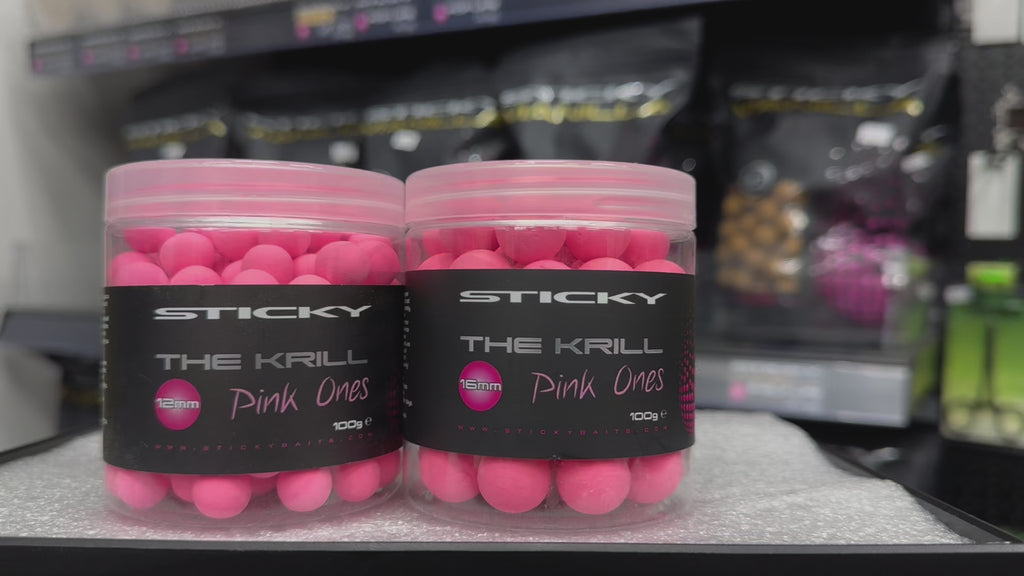 STICKY
THE KRILL
12mm
Pink Ones
100g e
WWW.STICKYBAITS.COM
STICKY
THE KRILL
16mm
Pink Ones
100g e
WWW.STICKYBAITS.COM